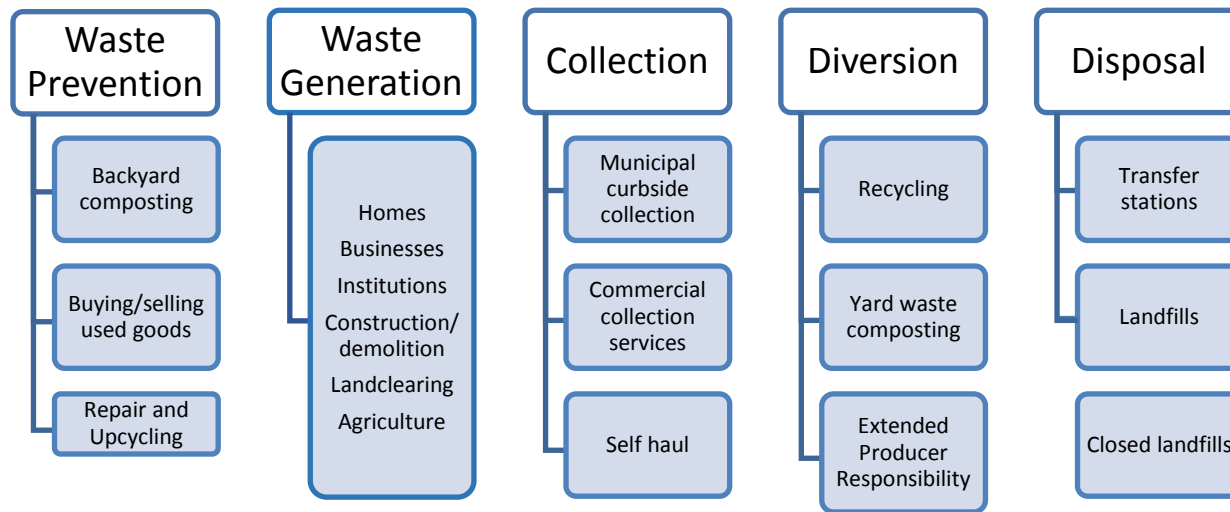 Waste
Prevention
Backyard
composting
Buying/selling
used goods
Repair and
Upcycling
Waste
Generation
Homes
Businesses
Institutions
Construction/
demolition
Landclearing
Agriculture
Collection
Municipal
curbside
collection
Commercial
collection
services
Self haul
Diversion
Recycling
Yard waste
composting
Extended
Producer
Responsibility
Disposal
Transfer
stations
Landfills
Closed landfills